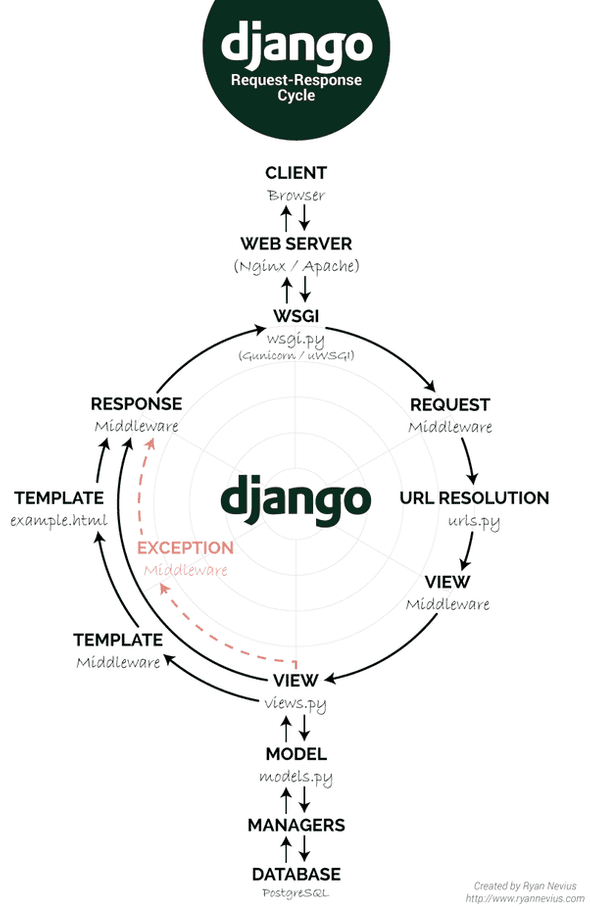 django
Request-Response
Cycle
CLIENT
Browser
WEB SERVER
(Nginx / Apache)
WSGI
wsgi.py
(Gunicorn / uWSGI)
RESPONSE
Middleware
REQUEST
Middleware
TEMPLATE
example.html
django
URL RESOLUTION
urls.py
EXCEPTION
Middleware
VIEW
Middleware
TEMPLATE
Middleware
VIEW
views.py
MODEL
models.py
MANAGERS
DATABASE
PostgreSQL
Created by Ryan Nevius
http://www.ryannevius.com